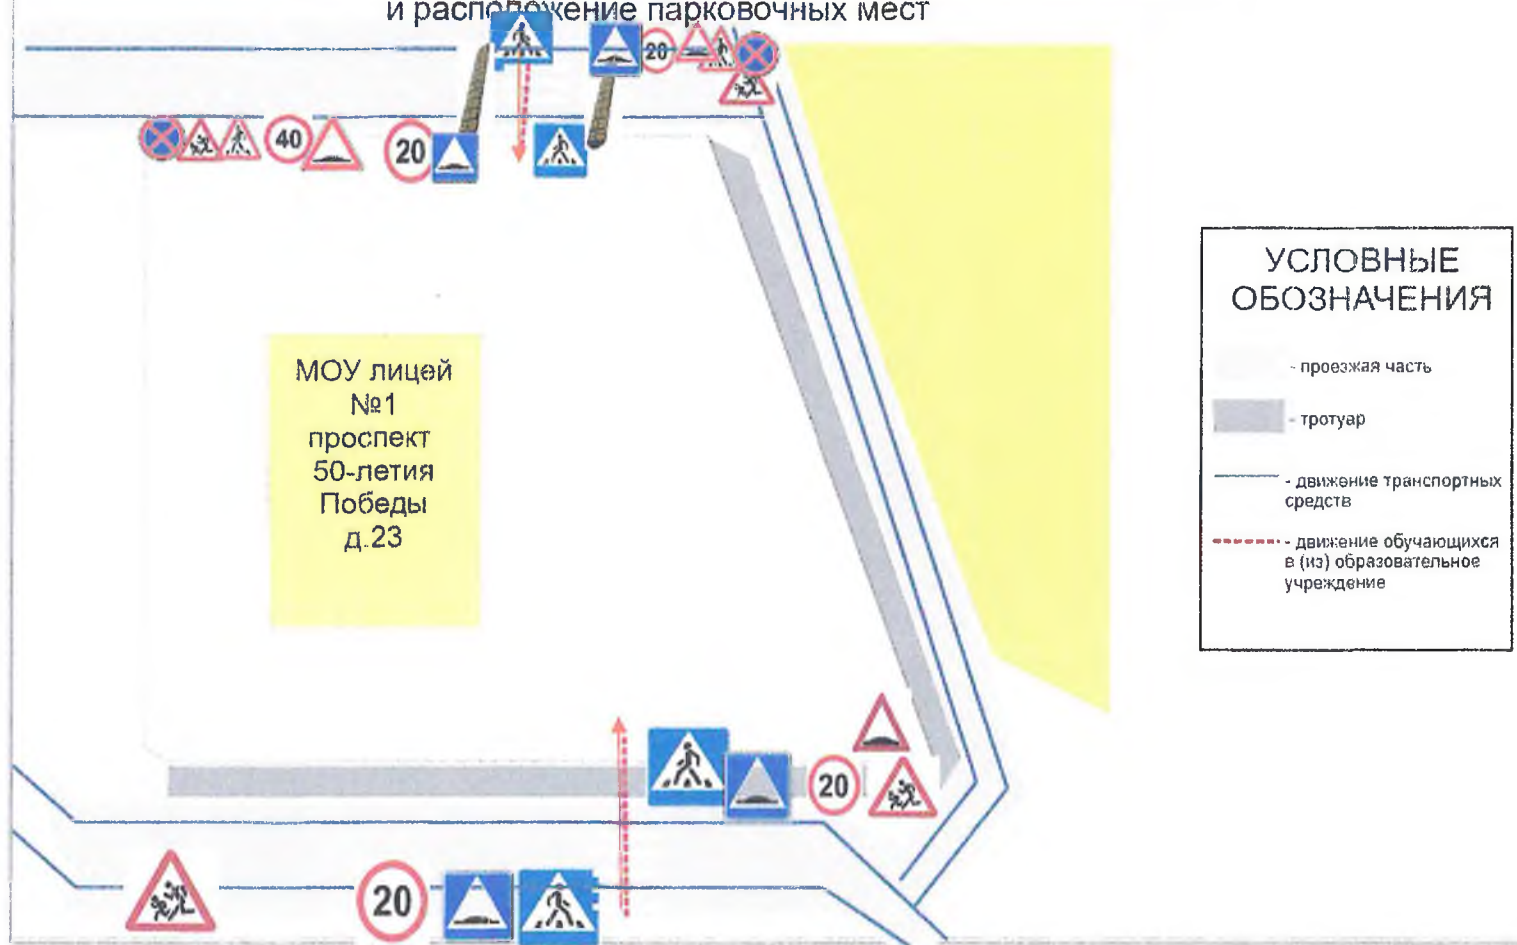 и расположение парковочных мест
20
40
20
МОУ лицей
№1
проспект
50-летия
Победы
д.23
УСЛОВНЫЕ
ОБОЗНАЧЕНИЯ
- проезжая часть
- тротуар
- движение транспортных
средств
- движение обучающихся
в (из) образовательное
учреждение
20
20